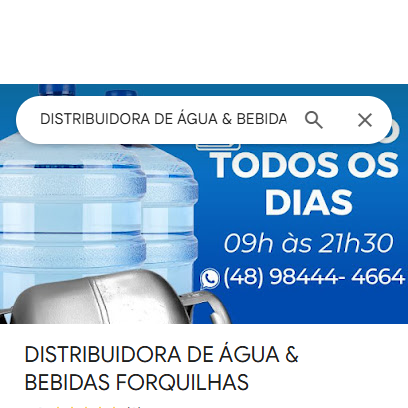 DISTRIBUIDORA DE ÁGUA & BEBIDA
TODOS OS
DIAS
09h às 21h30
(48) 98444- 4664
DISTRIBUIDORA DE ÁGUA &
BEBIDAS FORQUILHAS